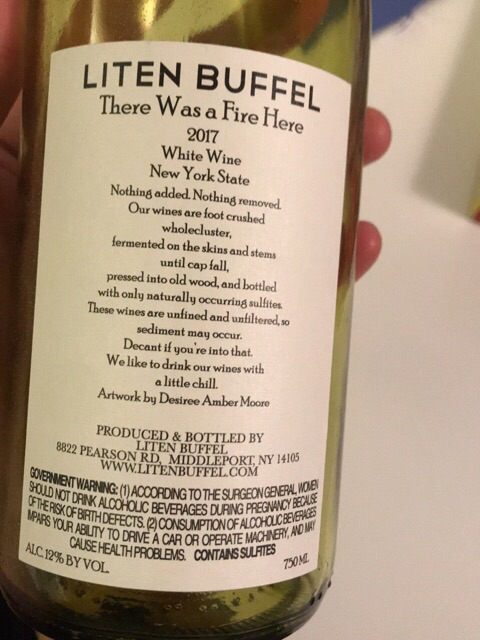 LITEN BUFFEL
There Was a Fire Here
2017
White Wine
New York State
Nothing added. Nothing removed.
Our wines are foot crushed
wholecluster,
fermented on the skins and stems
until cap fall,
pressed into old wood, and bottled
with only naturally occurring sulfites.
These wines are unfined and unfiltered, so
sediment may occur.
Decant if you're into that.
We like to drink our wines with
a little chill.
Artwork by Desiree Amber Moore
PRODUCED & BOTTLED BY
LITEN BUFFEL
8822 PEARSON RD, MIDDLEPORT, NY 14105
WWW.LITENBUFFEL.COM
GOVERNMENT WARNING: (1) ACCORDING TO THE SURGEON GENERAL, WOMEN
SHOULD NOT DRINK ALCOHOLIC BEVERAGES DURING PREGNANCY BECAUSE
OF THE RISK OF BIRTH DEFECTS. (2) CONSUMPTION OF ALCOHOLIC BEVERAGES
IMPAIRS YOUR ABILITY TO DRIVE A CAR OR OPERATE MACHINERY, AND MAY
CAUSE HEALTH PROBLEMS. CONTAINS SULFITES
ALC. 12% BY VOL. 750 ML